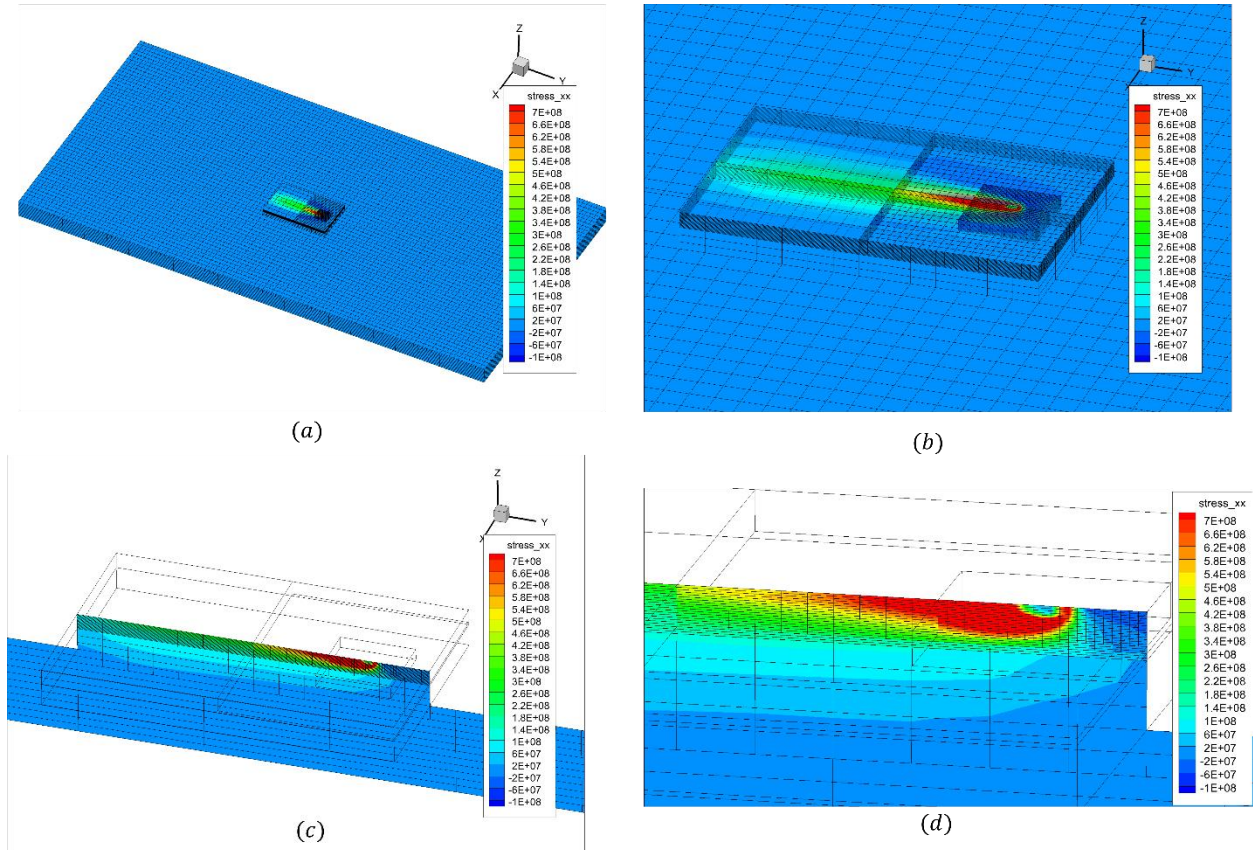 Z
X
Y
stress_xx
7E+08
6.6E+08
6.2E+08
5.8E+08
5.4E+08
5E+08
4.6E+08
4.2E+08
3.8E+08
3.4E+08
3E+08
2.6E+08
2.2E+08
1.8E+08
1.4E+08
1E+08
6E+07
2E+07
-2E+07
-6E+07
-1E+08
(a)
Z
X
Y
stress_xx
7E+08
6.6E+08
6.2E+08
5.8E+08
5.4E+08
5E+08
4.6E+08
4.2E+08
3.8E+08
3.4E+08
3E+08
2.6E+08
2.2E+08
1.8E+08
1.4E+08
1E+08
6E+07
2E+07
-2E+07
-6E+07
-1E+08
(b)
Z
X
Y
stress_xx
7E+08
6.6E+08
6.2E+08
5.8E+08
5.4E+08
5E+08
4.6E+08
4.2E+08
3.8E+08
3.4E+08
3E+08
2.6E+08
2.2E+08
1.8E+08
1.4E+08
1E+08
6E+07
2E+07
-2E+07
-6E+07
-1E+08
(c)
stress_xx
7E+08
6.6E+08
6.2E+08
5.8E+08
5.4E+08
5E+08
4.6E+08
4.2E+08
3.8E+08
3.4E+08
3E+08
2.6E+08
2.2E+08
1.8E+08
1.4E+08
1E+08
6E+07
2E+07
-2E+07
-6E+07
-1E+08
(d)